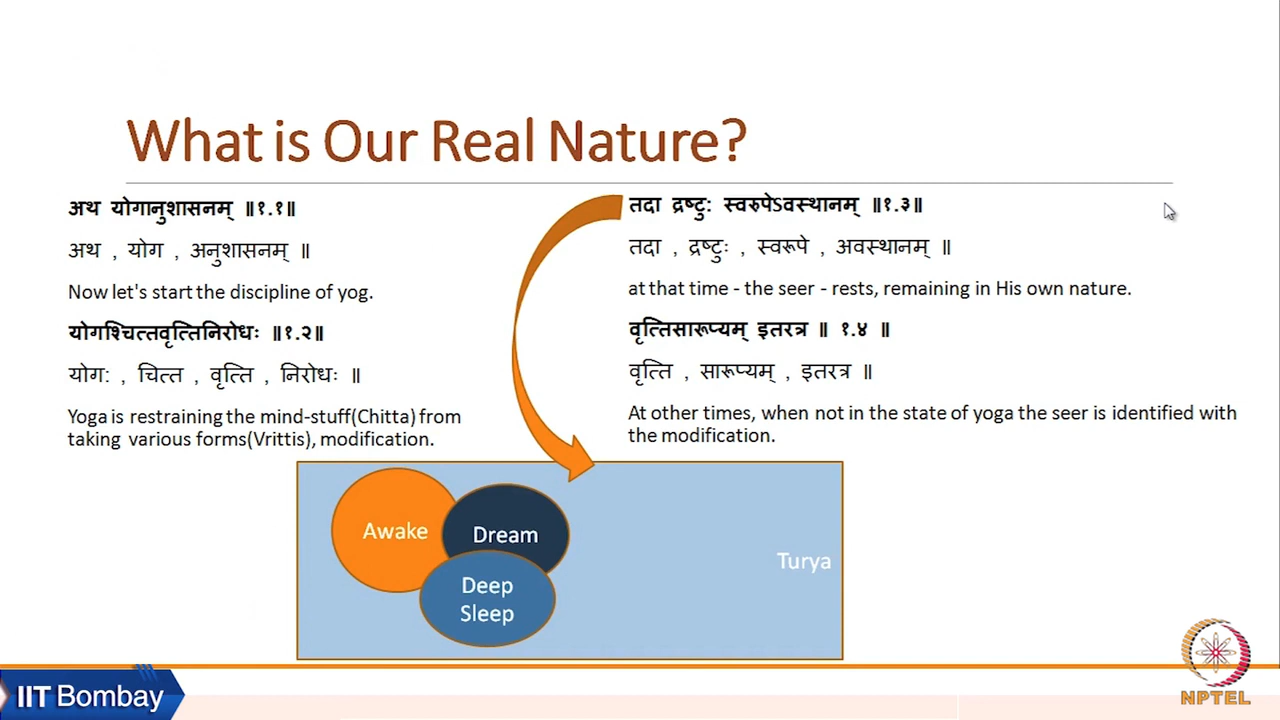 What is Our Real Nature?
अथ योगानुशासनम् ॥१.१॥
अथ , योग , अनुशासनम् ॥
Now let's start the discipline of yog.
योगश्चित्तवृत्तिनिरोधः ॥१.२॥
योग: , चित्त , वृत्ति , निरोधः ॥
Yoga is restraining the mind-stuff(Chitta) from
taking various forms(Vrittis), modification.
तदा द्रष्टु: स्वरुपेऽवस्थानम् ॥१.३॥
तदा , द्रष्टुः , स्वरूपे , अवस्थानम् ॥
at that time - the seer - rests, remaining in His own nature.
वृत्तिसारूप्यम् इतरत्र ॥ १.४ ॥
वृत्ति , सारूप्यम् , इतरत्र ॥
At other times, when not in the state of yoga the seer is identified with
the modification.
Awake
Dream
Deep
Sleep
Turya
IIT Bombay
NPTEL